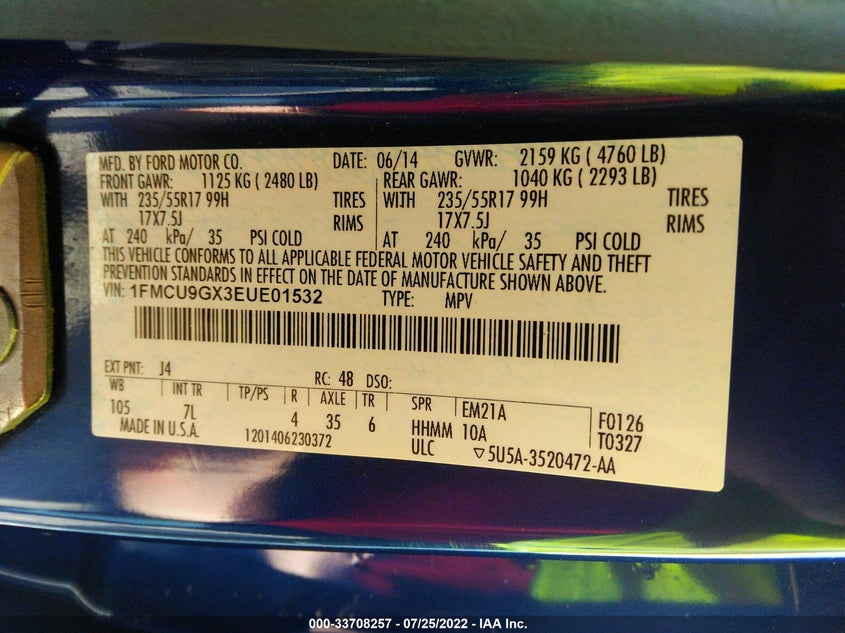 MFD. BY FORD MOTOR CO. DATE: 06/14 GVWR: 2159 KG ( 4760 LB)
FRONT GAWR: 1125 KG ( 2480 LB) REAR GAWR: 1040 KG ( 2293 LB)
WITH 235/55R17 99H TIRES WITH 235/55R17 99H TIRES
17X7.5J RIMS 17X7.5J RIMS
AT 240 kPa/ 35 PSI COLD AT 240 kPa/ 35 PSI COLD
THIS VEHICLE CONFORMS TO ALL APPLICABLE FEDERAL MOTOR VEHICLE SAFETY AND THEFT
PREVENTION STANDARDS IN EFFECT ON THE DATE OF MANUFACTURE SHOWN ABOVE.
VIN: 1FMCU9GX3EUE01532 TYPE: MPV
EXT PNT: J4 RC: 48 DSO:
WB INT TR TP/PS R AXLE TR SPR EM21A F0126
105 7L 4 35 6 HHMM 10A T0327
MADE IN U.S.A. 1201406230372 ULC ▽5U5A-3520472-AA
000-33708257 - 07/25/2022 - IAA Inc.